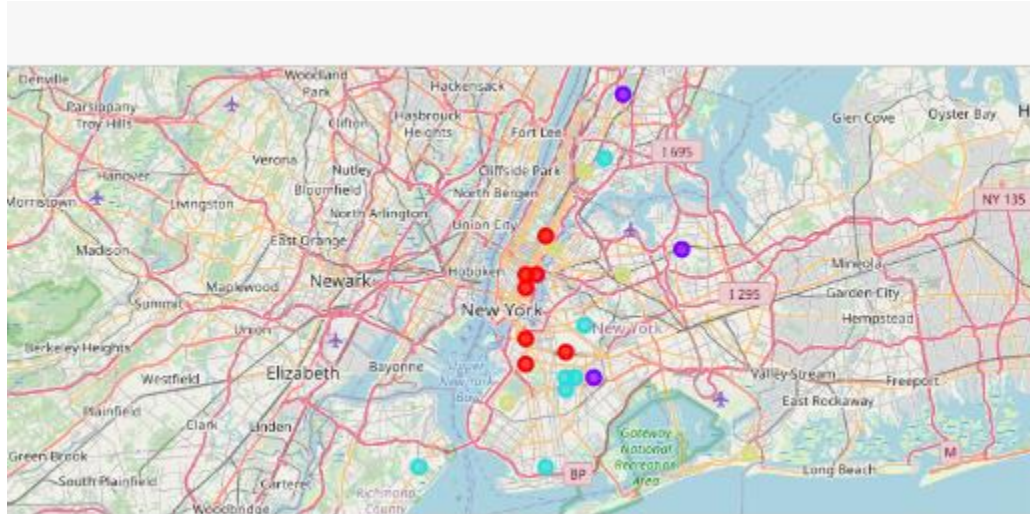 Denville
Woodland
Park
Hackensack
Parsippany
Troy Hills
Clifton
Hasbrouck
Heights
Fort Lee
Glen Cove
Oyster Bay
H
I 695
Verona
Nutley
Cliffside Park
Hanover
Bloomfield
North Bergen
Morristown
Livingston
North Arlington
Union City
NY 135
Madison
East Orange
Maplewood
Newark
Hoboken
Mineola
Summit
New York
I 295
Garden City
Union
New York
Hempstead
Berkeley Heights
Westfield
Elizabeth
Bayonne
Upper
New York
Bay
Valley Stream
Freeport
Plainfield
East Rockaway
Clark
Linden
Gateway
National
Recreation
Area
Green Brook
M
South Plainfield
Carteret
BP
Long Beach
Richmond
County
Woodbridge